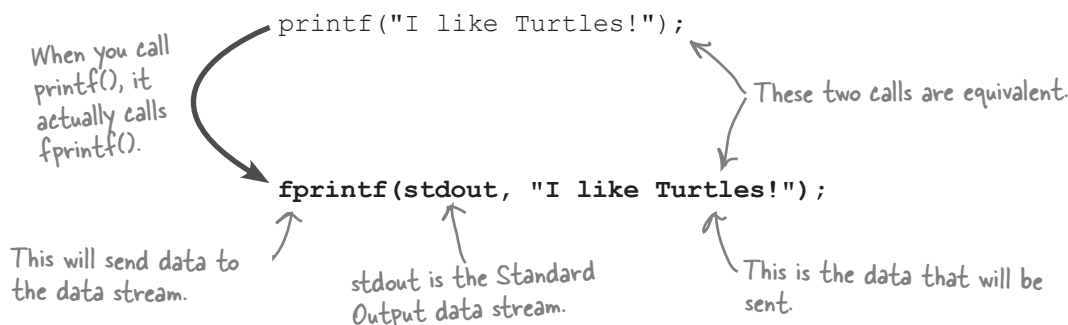 printf("I like Turtles!");
When you call
printf(), it
actually calls
fprintf().
These two calls are equivalent.
fprintf(stdout, "I like Turtles!");
This will send data to
the data stream.
stdout is the Standard
Output data stream.
This is the data that will be
sent.